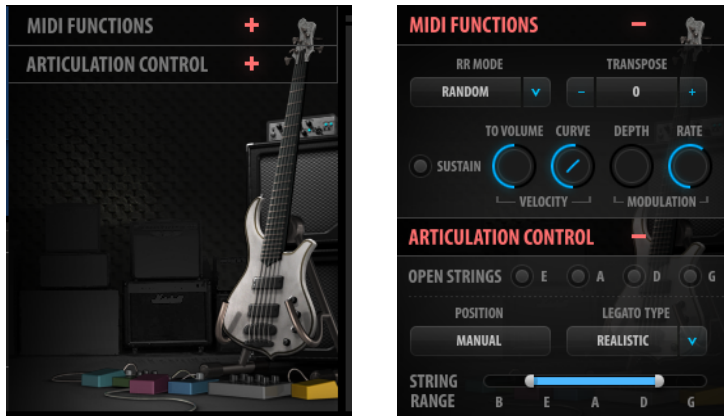 MIDI FUNCTIONS +
ARTICULATION CONTROL +
MIDI FUNCTIONS −
RR MODE TRANSPOSE
RANDOM − 0 +
TO VOLUME CURVE DEPTH RATE
SUSTAIN
VELOCITY MODULATION
ARTICULATION CONTROL −
OPEN STRINGS E A D G
POSITION LEGATO TYPE
MANUAL REALISTIC
STRING
RANGE B E A D G